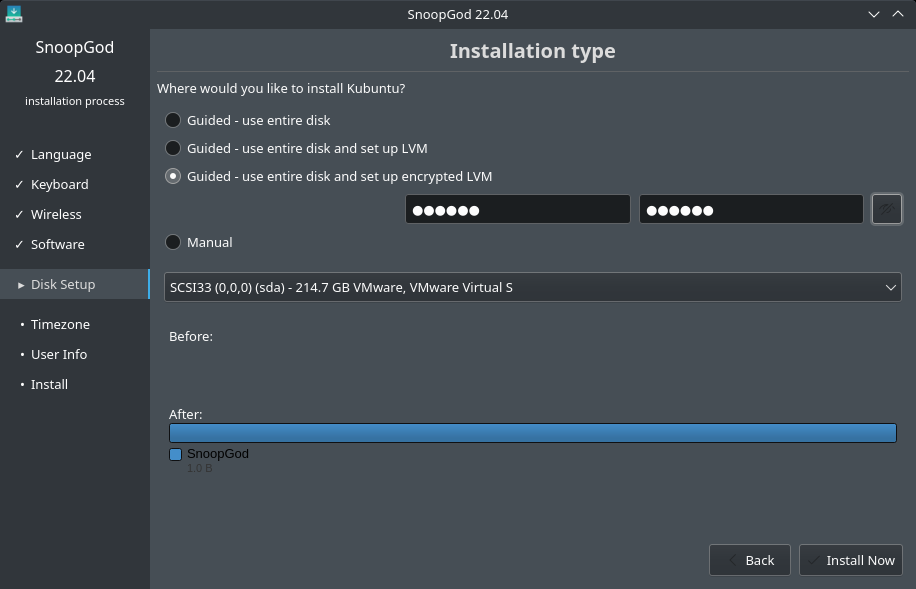 SnoopGod 22.04
SnoopGod
22.04
installation process
✓ Language
✓ Keyboard
✓ Wireless
✓ Software
▸ Disk Setup
• Timezone
• User Info
• Install
Installation type
Where would you like to install Kubuntu?
Guided - use entire disk
Guided - use entire disk and set up LVM
Guided - use entire disk and set up encrypted LVM
●●●●●● ●●●●●●
Manual
SCSI33 (0,0,0) (sda) - 214.7 GB VMware, VMware Virtual S
Before:
After:
SnoopGod
1.0 B
Back Install Now